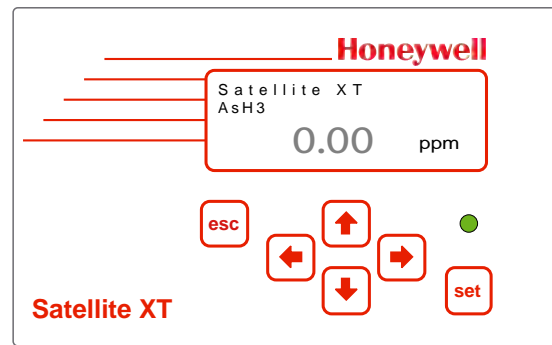 Honeywell
Satellite XT
AsH3
0.00 ppm
esc
set
Satellite XT